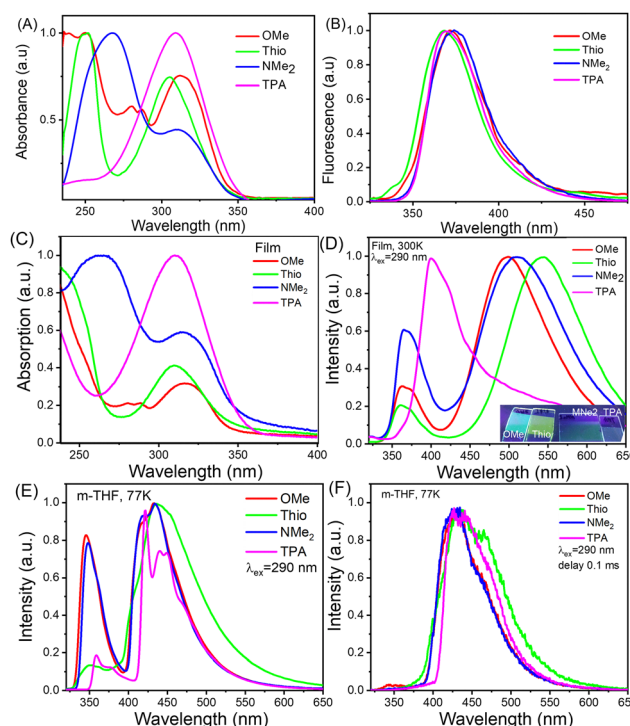 (A)
OMe
Thio
NMe2
TPA
Absorbance (a.u)
1.0
0.5
250
300
350
400
Wavelength (nm)
(B)
OMe
Thio
NMe2
TPA
Fluorescence (a.u)
1.0
0.8
0.6
0.4
0.2
0.0
350
400
450
Wavelength (nm)
(C)
Film
OMe
Thio
NMe2
TPA
Absorption (a.u.)
1.0
0.8
0.6
0.4
0.2
0.0
250
300
350
400
Wavelength (nm)
(D)
Film, 300K
λex=290 nm
OMe
Thio
NMe2
TPA
Intensity (a.u.)
1.0
0.8
0.6
0.4
0.2
0.0
MNe2 TPA
OMe Thio
350 400 450 500 550 600 650
Wavelength (nm)
(E)
m-THF, 77K
OMe
Thio
NMe2
TPA
λex=290 nm
Intensity (a.u.)
1.0
0.8
0.6
0.4
0.2
0.0
350 400 450 500 550 600 650
Wavelength (nm)
(F)
m-THF, 77K
OMe
Thio
NMe2
TPA
λex=290 nm
delay 0.1 ms
Intensity (a.u.)
1.0
0.8
0.6
0.4
0.2
0.0
350 400 450 500 550 600 650
Wavelength (nm)